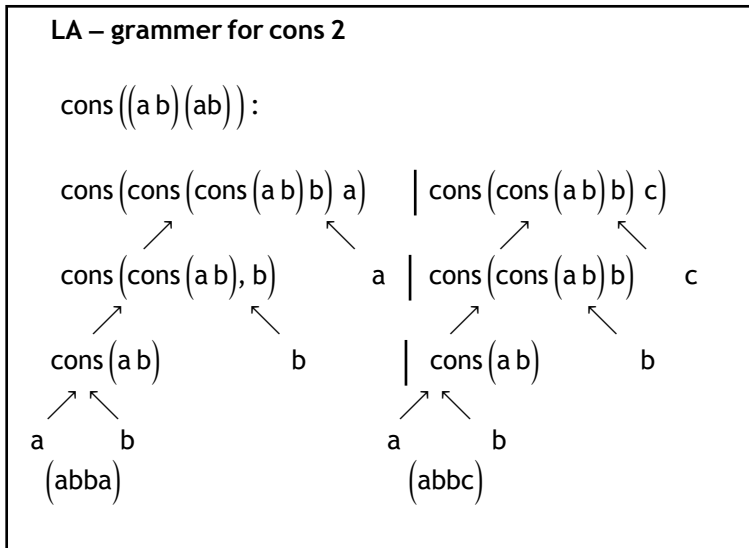 LA – grammer for cons 2
cons((a b)(ab)):
cons(cons(cons(a b)b) a) | cons(cons(a b)b) c)
cons(cons(a b), b) a | cons(cons(a b)b) c
cons(a b) b | cons(a b) b
a b a b
(abba) (abbc)